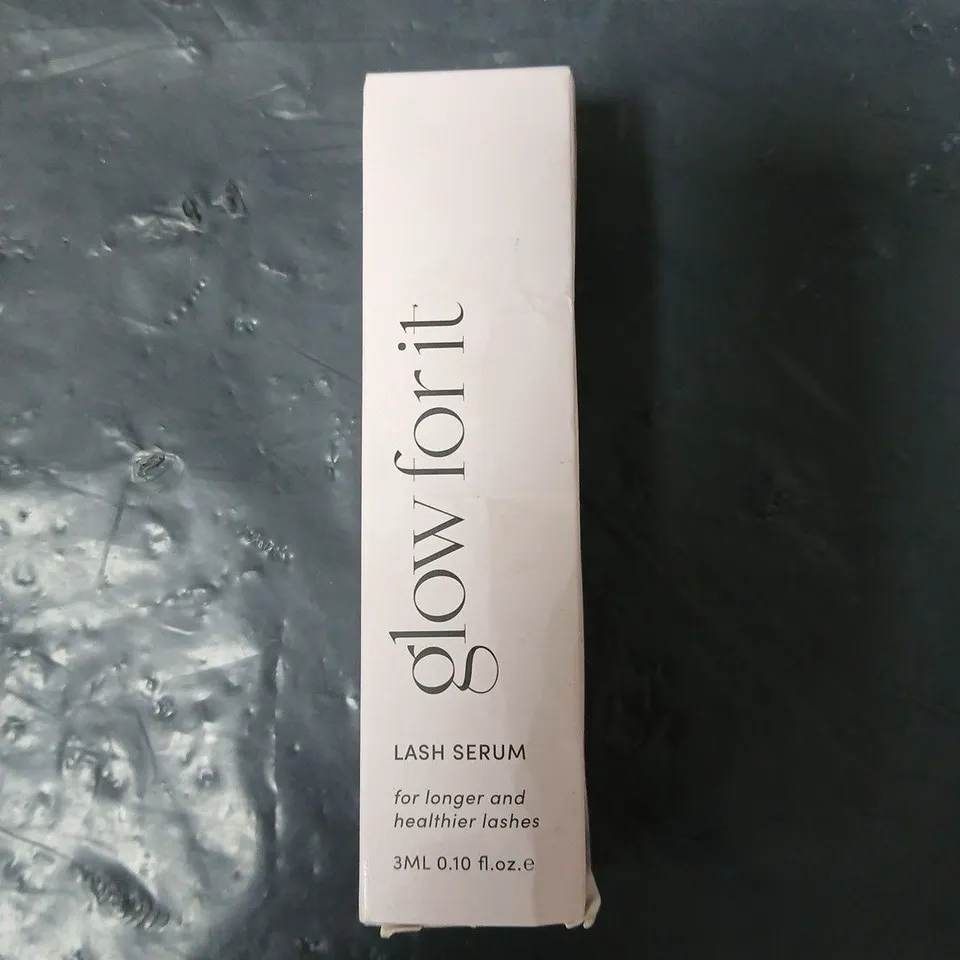 glow for it
LASH SERUM
for longer and
healthier lashes
3ML 0.10 fl.oz.℮